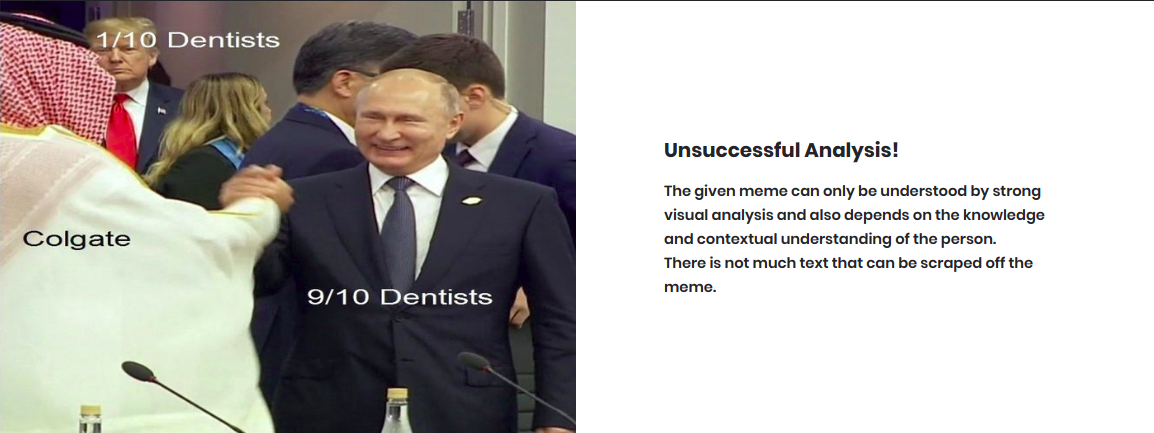 1/10 Dentists
Colgate
9/10 Dentists
Unsuccessful Analysis!
The given meme can only be understood by strong
visual analysis and also depends on the knowledge
and contextual understanding of the person.
There is not much text that can be scraped off the
meme.